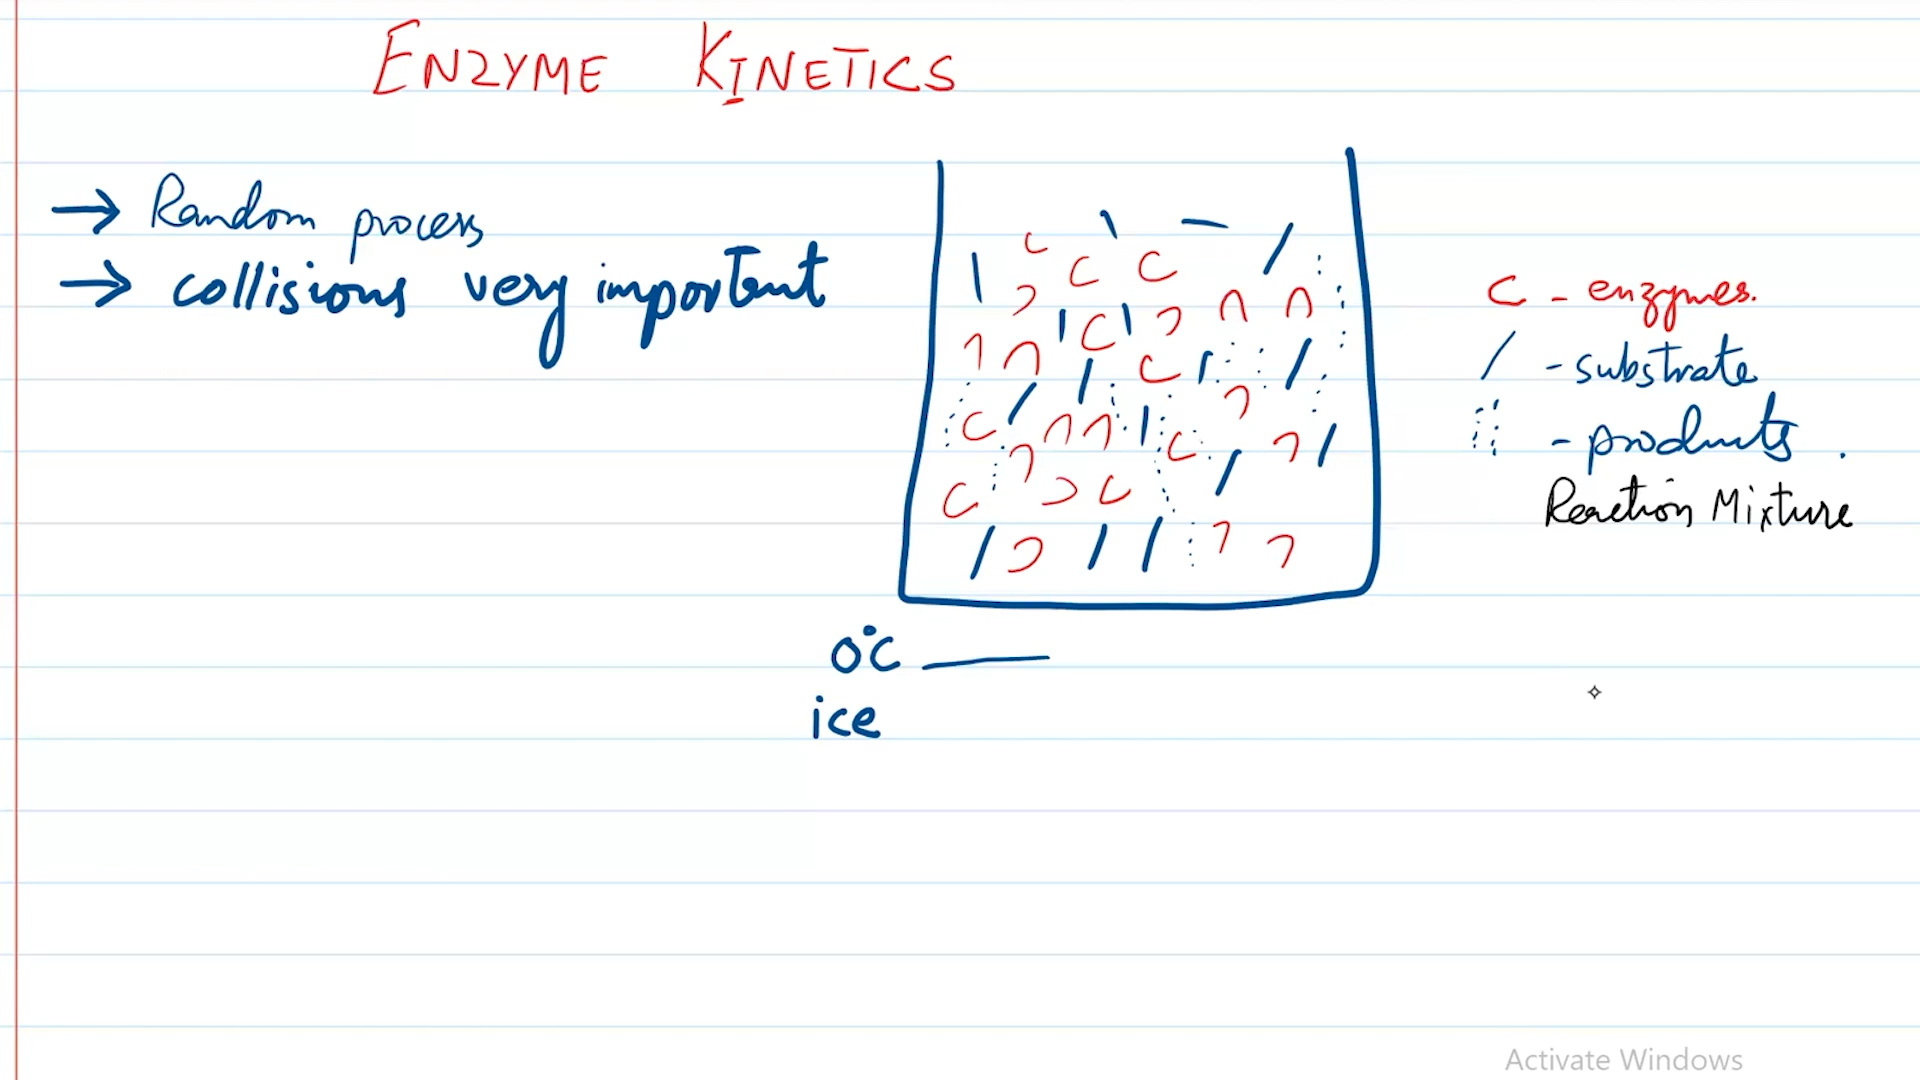 ENZYME KINETICS
→ Random process
→ collisions very important
c - enzymes.
/ - substrate
- products.
Reaction Mixture
0°C
ice
Activate Windows